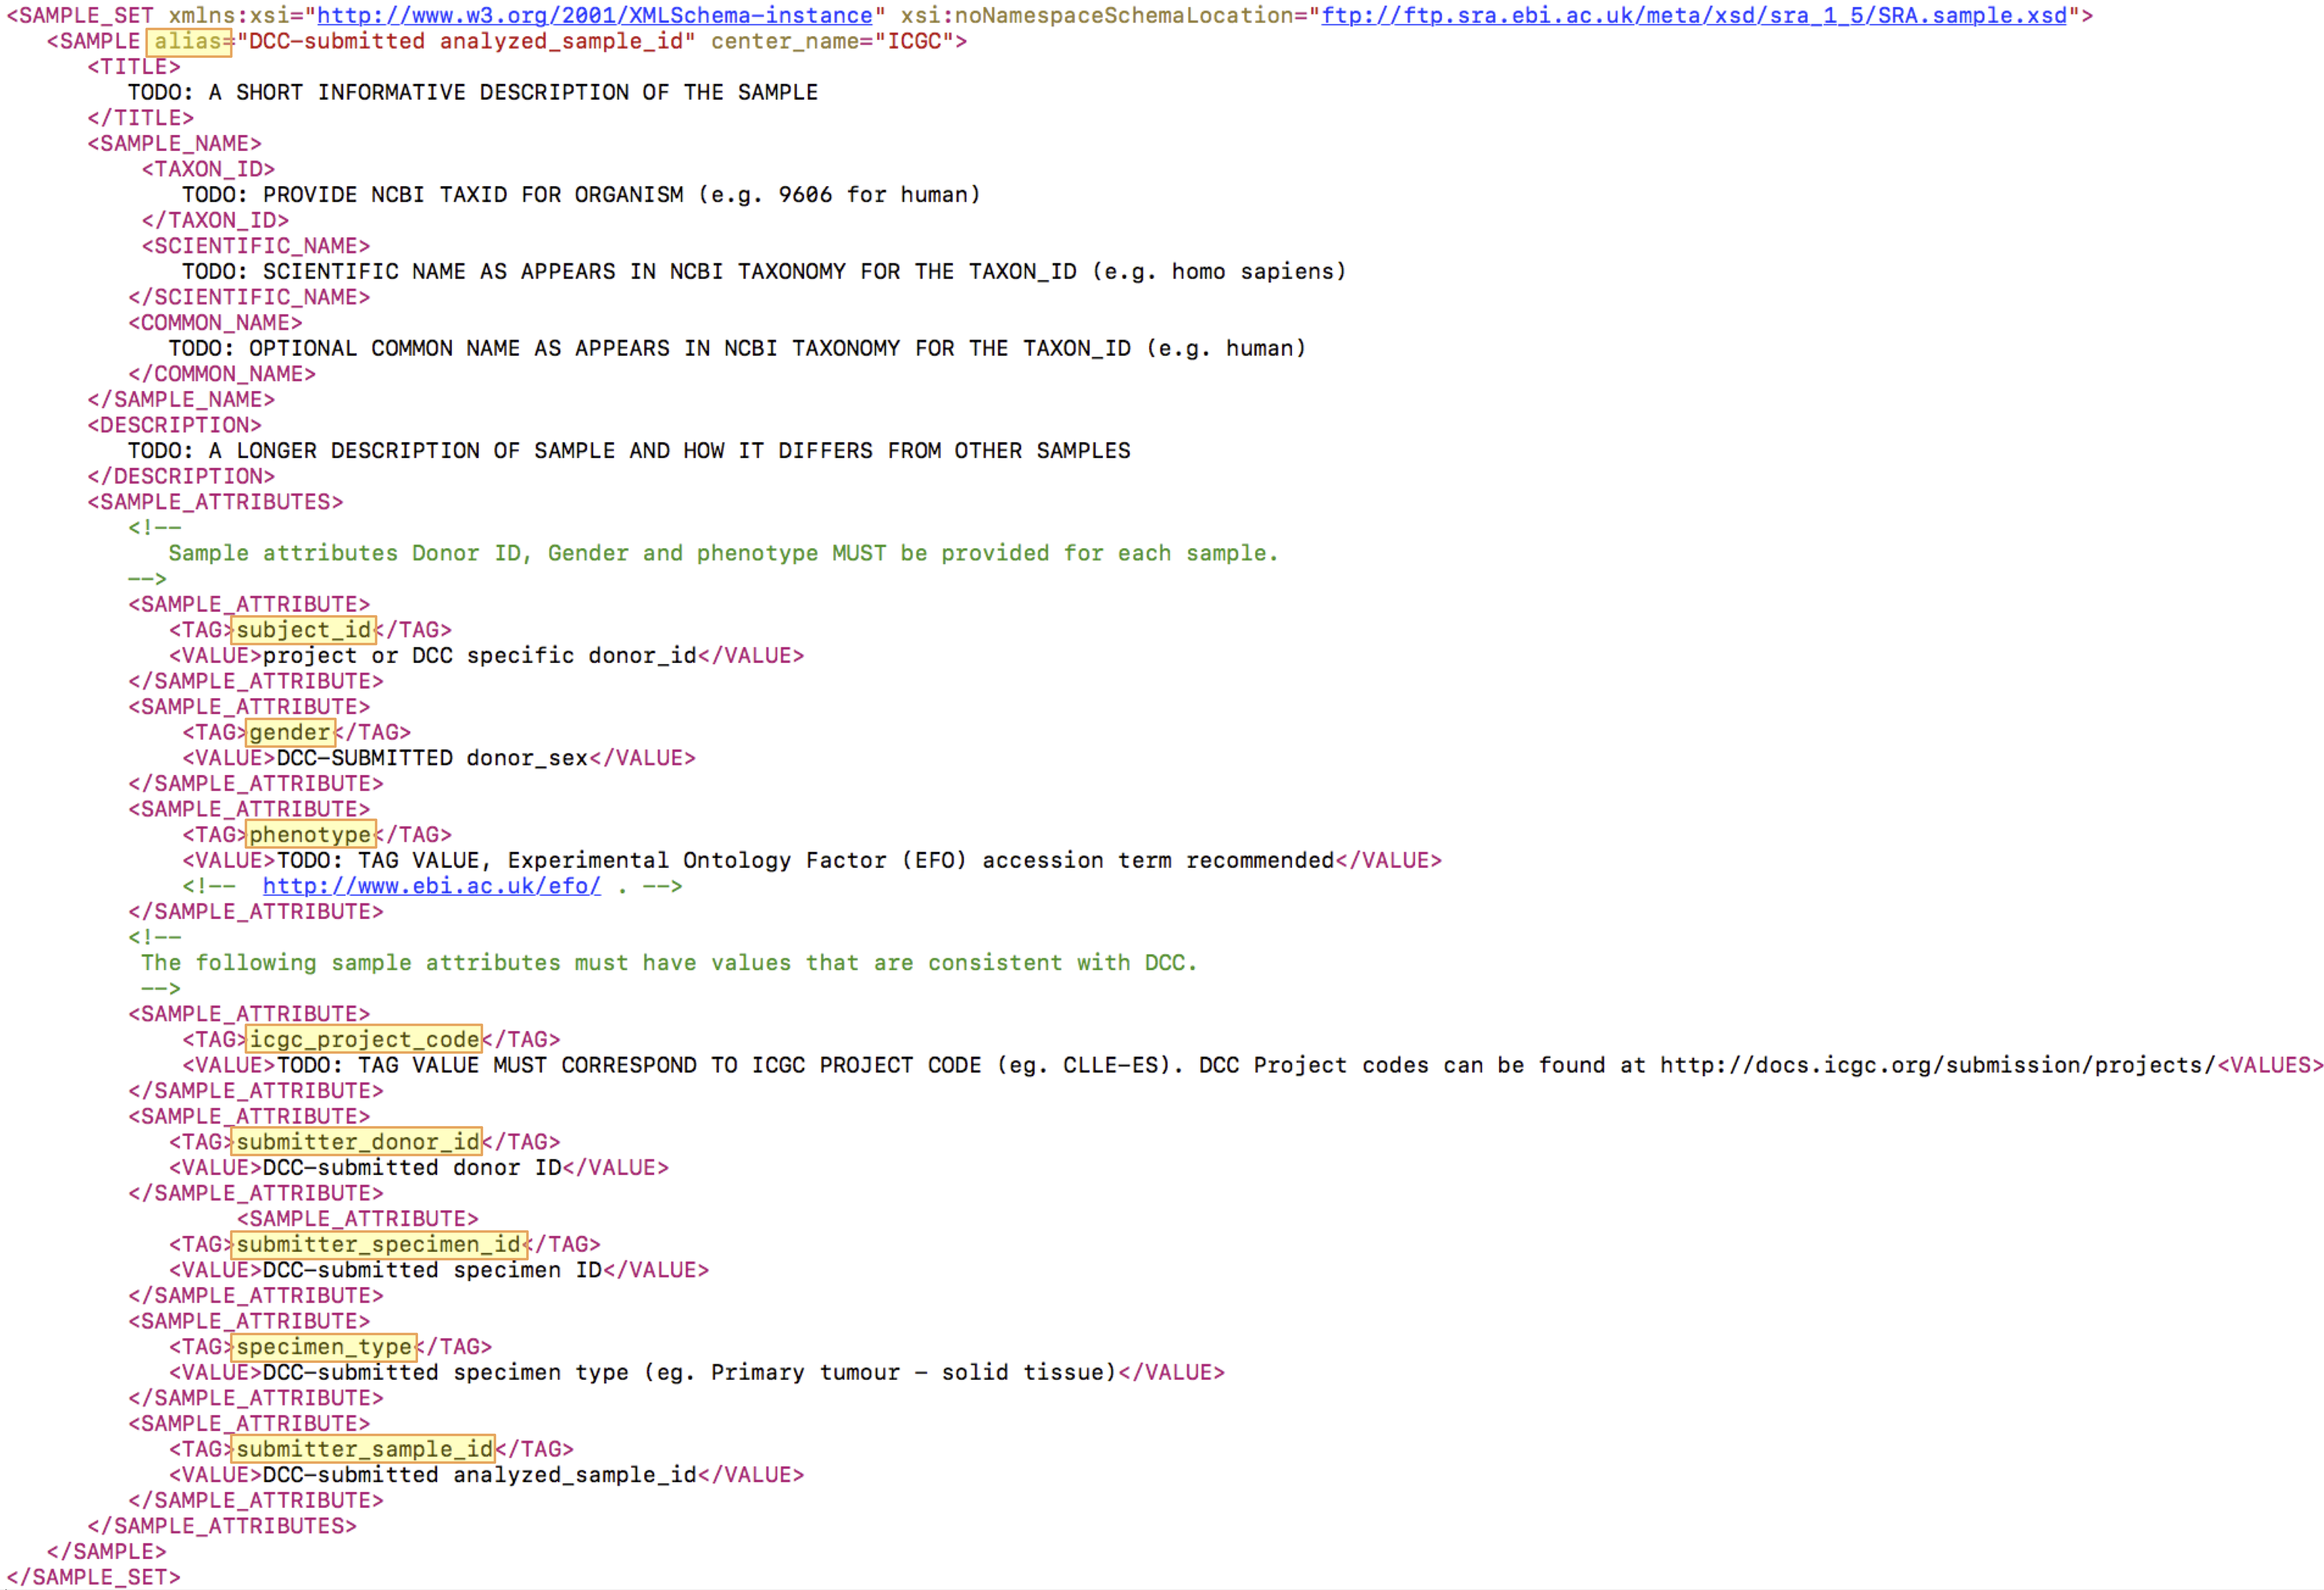 <SAMPLE_SET xmlns:xsi="http://www.w3.org/2001/XMLSchema-instance" xsi:noNamespaceSchemaLocation="ftp://ftp.sra.ebi.ac.uk/meta/xsd/sra_1_5/SRA.sample.xsd">
<SAMPLE alias="DCC-submitted analyzed_sample_id" center_name="ICGC">
<TITLE>
TODO: A SHORT INFORMATIVE DESCRIPTION OF THE SAMPLE
</TITLE>
<SAMPLE_NAME>
<TAXON_ID>
TODO: PROVIDE NCBI TAXID FOR ORGANISM (e.g. 9606 for human)
</TAXON_ID>
<SCIENTIFIC_NAME>
TODO: SCIENTIFIC NAME AS APPEARS IN NCBI TAXONOMY FOR THE TAXON_ID (e.g. homo sapiens)
</SCIENTIFIC_NAME>
<COMMON_NAME>
TODO: OPTIONAL COMMON NAME AS APPEARS IN NCBI TAXONOMY FOR THE TAXON_ID (e.g. human)
</COMMON_NAME>
</SAMPLE_NAME>
<DESCRIPTION>
TODO: A LONGER DESCRIPTION OF SAMPLE AND HOW IT DIFFERS FROM OTHER SAMPLES
</DESCRIPTION>
<SAMPLE_ATTRIBUTES>
<!--
Sample attributes Donor ID, Gender and phenotype MUST be provided for each sample.
-->
<SAMPLE_ATTRIBUTE>
<TAG>subject_id</TAG>
<VALUE>project or DCC specific donor_id</VALUE>
</SAMPLE_ATTRIBUTE>
<SAMPLE_ATTRIBUTE>
<TAG>gender</TAG>
<VALUE>DCC-SUBMITTED donor_sex</VALUE>
</SAMPLE_ATTRIBUTE>
<SAMPLE_ATTRIBUTE>
<TAG>phenotype</TAG>
<VALUE>TODO: TAG VALUE, Experimental Ontology Factor (EFO) accession term recommended</VALUE>
<!-- http://www.ebi.ac.uk/efo/ . -->
</SAMPLE_ATTRIBUTE>
<!--
The following sample attributes must have values that are consistent with DCC.
-->
<SAMPLE_ATTRIBUTE>
<TAG>icgc_project_code</TAG>
<VALUE>TODO: TAG VALUE MUST CORRESPOND TO ICGC PROJECT CODE (eg. CLLE-ES). DCC Project codes can be found at http://docs.icgc.org/submission/projects/<VALUES>
</SAMPLE_ATTRIBUTE>
<SAMPLE_ATTRIBUTE>
<TAG>submitter_donor_id</TAG>
<VALUE>DCC-submitted donor ID</VALUE>
</SAMPLE_ATTRIBUTE>
<SAMPLE_ATTRIBUTE>
<TAG>submitter_specimen_id</TAG>
<VALUE>DCC-submitted specimen ID</VALUE>
</SAMPLE_ATTRIBUTE>
<SAMPLE_ATTRIBUTE>
<TAG>specimen_type</TAG>
<VALUE>DCC-submitted specimen type (eg. Primary tumour - solid tissue)</VALUE>
</SAMPLE_ATTRIBUTE>
<SAMPLE_ATTRIBUTE>
<TAG>submitter_sample_id</TAG>
<VALUE>DCC-submitted analyzed_sample_id</VALUE>
</SAMPLE_ATTRIBUTE>
</SAMPLE_ATTRIBUTES>
</SAMPLE>
</SAMPLE_SET>